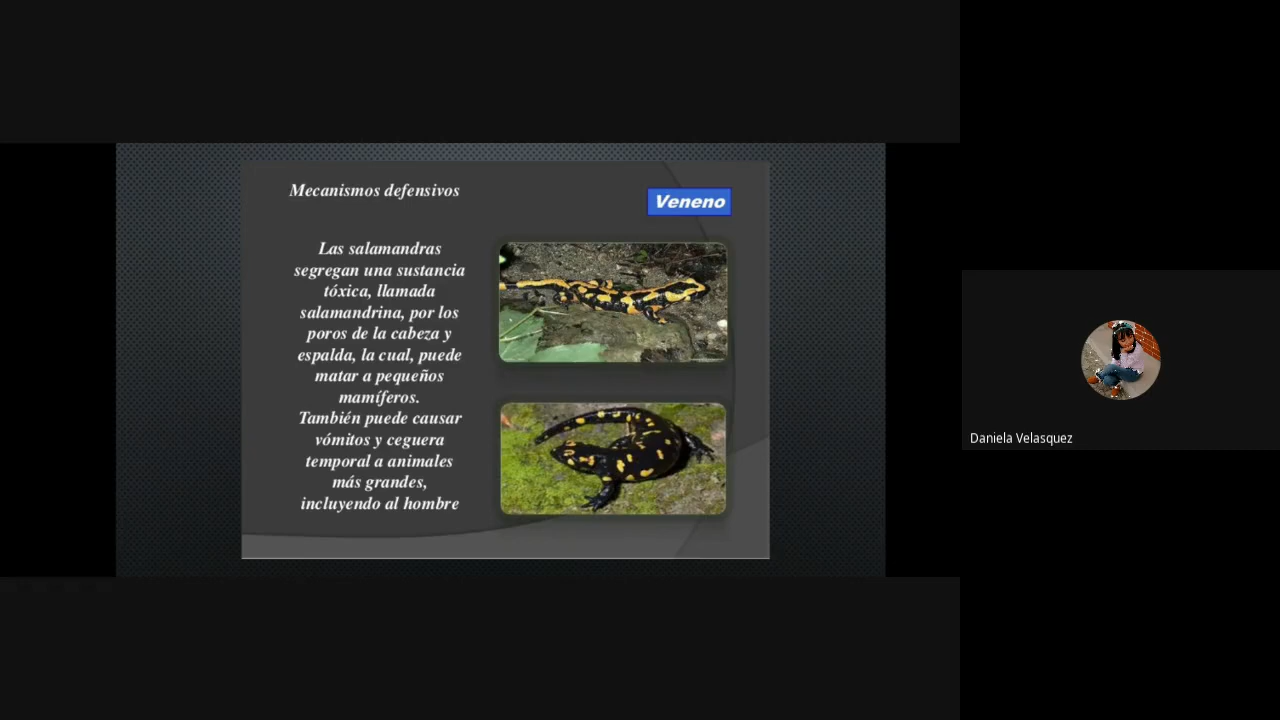 Mecanismos defensivos
Veneno
Las salamandras
segregan una sustancia
tóxica, llamada
salamandrina, por los
poros de la cabeza y
espalda, la cual, puede
matar a pequeños
mamíferos.
También puede causar
vómitos y ceguera
temporal a animales
más grandes,
incluyendo al hombre
Daniela Velasquez